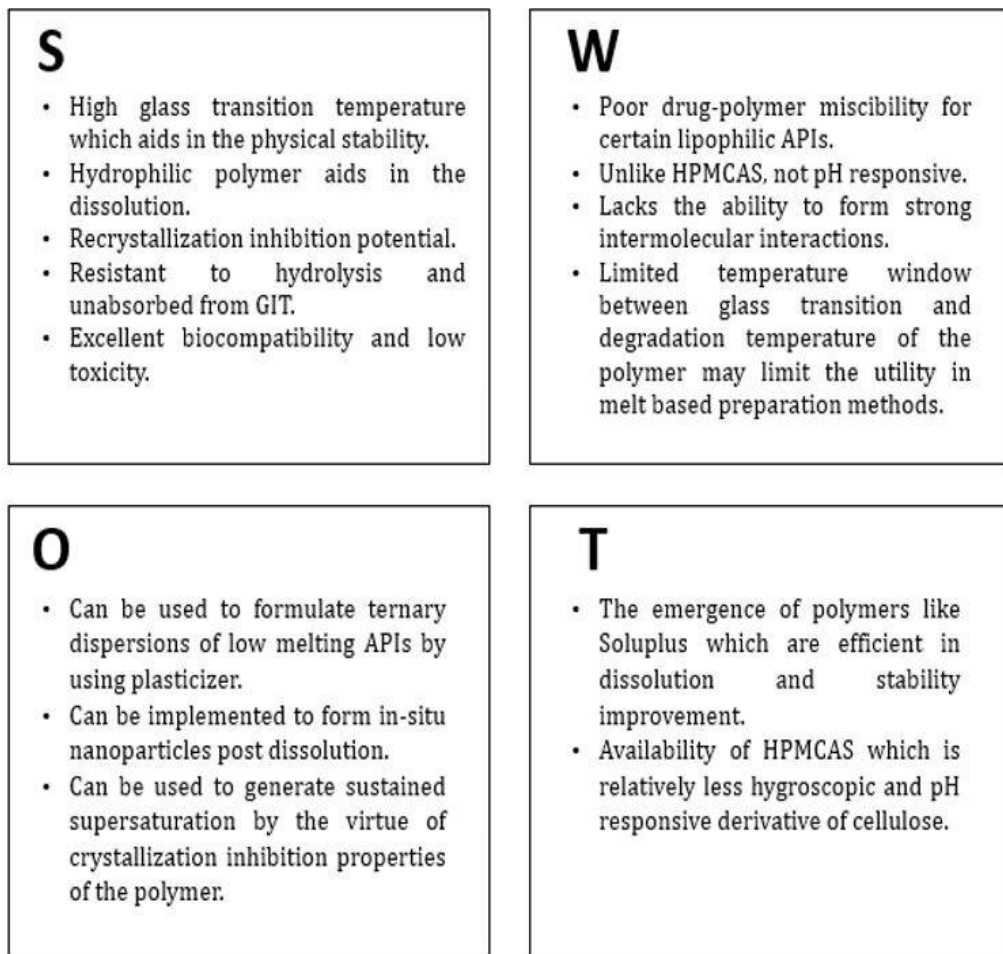 S
• High glass transition temperature
which aids in the physical stability.
• Hydrophilic polymer aids in the
dissolution.
• Recrystallization inhibition potential.
• Resistant to hydrolysis and
unabsorbed from GIT.
• Excellent biocompatibility and low
toxicity.
W
• Poor drug-polymer miscibility for
certain lipophilic APIs.
• Unlike HPMCAS, not pH responsive.
• Lacks the ability to form strong
intermolecular interactions.
• Limited temperature window
between glass transition and
degradation temperature of the
polymer may limit the utility in
melt based preparation methods.
O
• Can be used to formulate ternary
dispersions of low melting APIs by
using plasticizer.
• Can be implemented to form in-situ
nanoparticles post dissolution.
• Can be used to generate sustained
supersaturation by the virtue of
crystallization inhibition properties
of the polymer.
T
• The emergence of polymers like
Soluplus which are efficient in
dissolution and stability
improvement.
• Availability of HPMCAS which is
relatively less hygroscopic and pH
responsive derivative of cellulose.